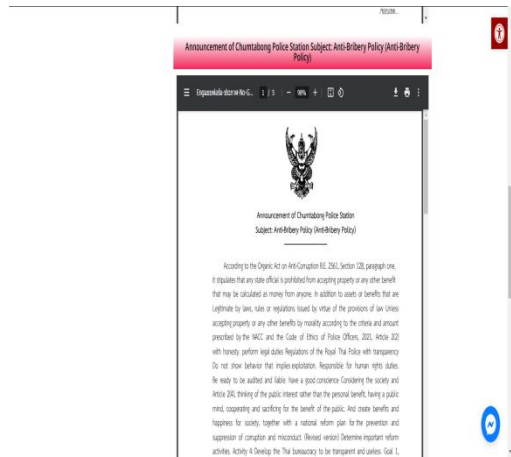 Announcement of Chumtabong Police Station Subject: Anti-Bribery Policy (Anti-Bribery
Policy)
1 / 5
98%
Announcement of Chumtabong Police Station
Subject: Anti-Bribery Policy (Anti-Bribery Policy)
According to the Organic Act on Anti-Corruption B.E. 2561, Section 128, paragraph one,
it stipulates that any state official is prohibited from accepting property or any other benefit
that may be calculated as money from anyone. In addition to assets or benefits that are
Legitimate by laws, rules or regulations issued by virtue of the provisions of law Unless
accepting property or any other benefits by morality according to the criteria and amount
prescribed by the NACC and the Code of Ethics of Police Officers, 2021, Article 2(2)
with honesty. perform legal duties Regulations of the Royal Thai Police with transparency
Do not show behavior that implies exploitation. Responsible for human rights duties.
Be ready to be audited and liable. have a good conscience Considering the society and
Article 2(4), thinking of the public interest rather than the personal benefit, having a public
mind, cooperating and sacrificing for the benefit of the public. And create benefits and
happiness for society, together with a national reform plan for the prevention and
suppression of corruption and misconduct. (Revised version) Determine important reform
activities. Activity 4: Develop the Thai bureaucracy to be transparent and useless. Goal 1,